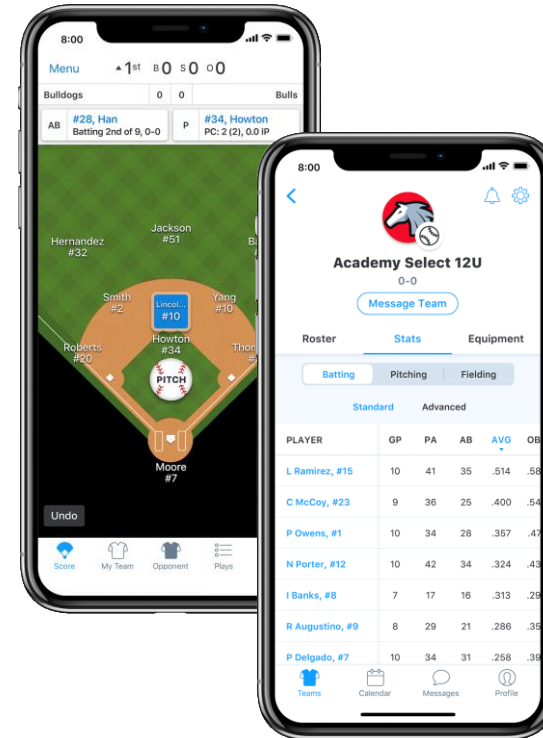 8:00
Menu
1st B 0 S 0 O 0
Bulldogs 0 0 Bulls
AB #28, Han
Batting 2nd of 9, 0-0
P #34, Howton
PC: 2 (2), 0.0 IP
Jackson
#51
Hernandez
#32
Smith
#2
Lincol...
#10
Yang
#10
Roberts
#20
Howton
#34
PITCH
Moore
#7
Undo
Score
My Team
Opponent
Plays
8:00
Academy Select 12U
0-0
Message Team
Roster Stats Equipment
Batting Pitching Fielding
Standard Advanced
PLAYER GP PA AB AVG
L Ramirez, #15 10 41 35 .514
C McCoy, #23 9 36 25 .400
P Owens, #1 10 34 28 .357
N Porter, #12 10 42 34 .324
I Banks, #8 7 17 16 .313
R Augustino, #9 8 29 21 .286
P Delgado, #7 10 34 31 .258
Teams
Calendar
Messages
Profile